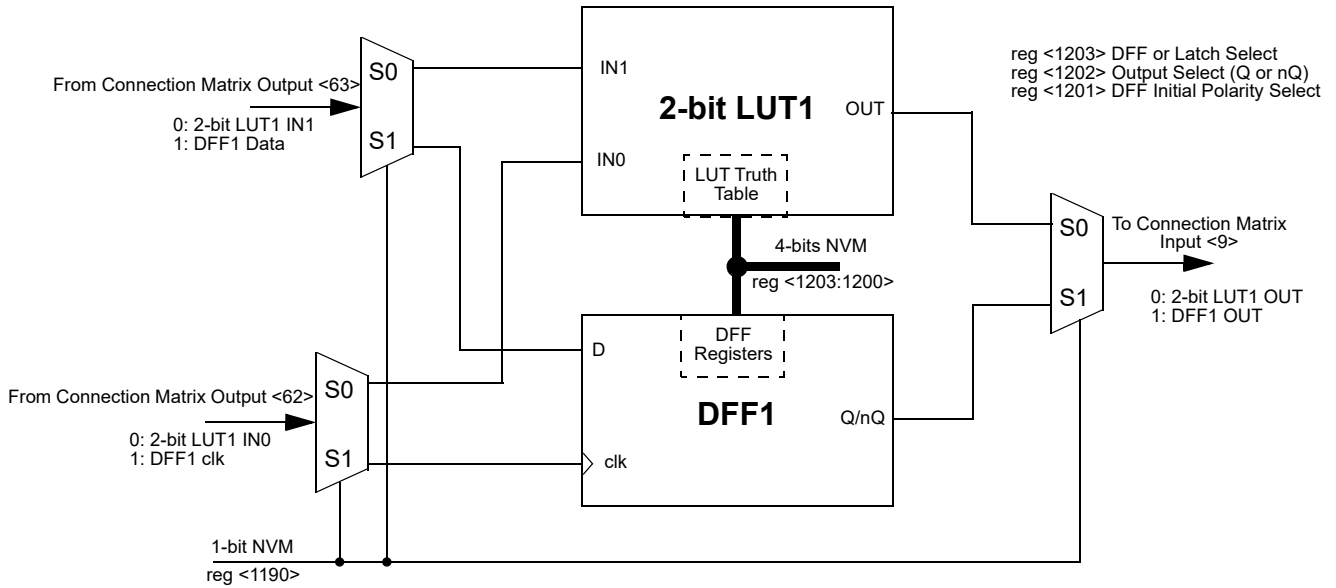 From Connection Matrix Output <63>
0: 2-bit LUT1 IN1
1: DFF1 Data
S0
S1
IN1
IN0
2-bit LUT1
OUT
LUT Truth
Table
reg <1203> DFF or Latch Select
reg <1202> Output Select (Q or nQ)
reg <1201> DFF Initial Polarity Select
4-bits NVM
reg <1203:1200>
S0
S1
To Connection Matrix
Input <9>
0: 2-bit LUT1 OUT
1: DFF1 OUT
From Connection Matrix Output <62>
0: 2-bit LUT1 IN0
1: DFF1 clk
S0
S1
D
clk
DFF
Registers
DFF1
Q/nQ
1-bit NVM
reg <1190>